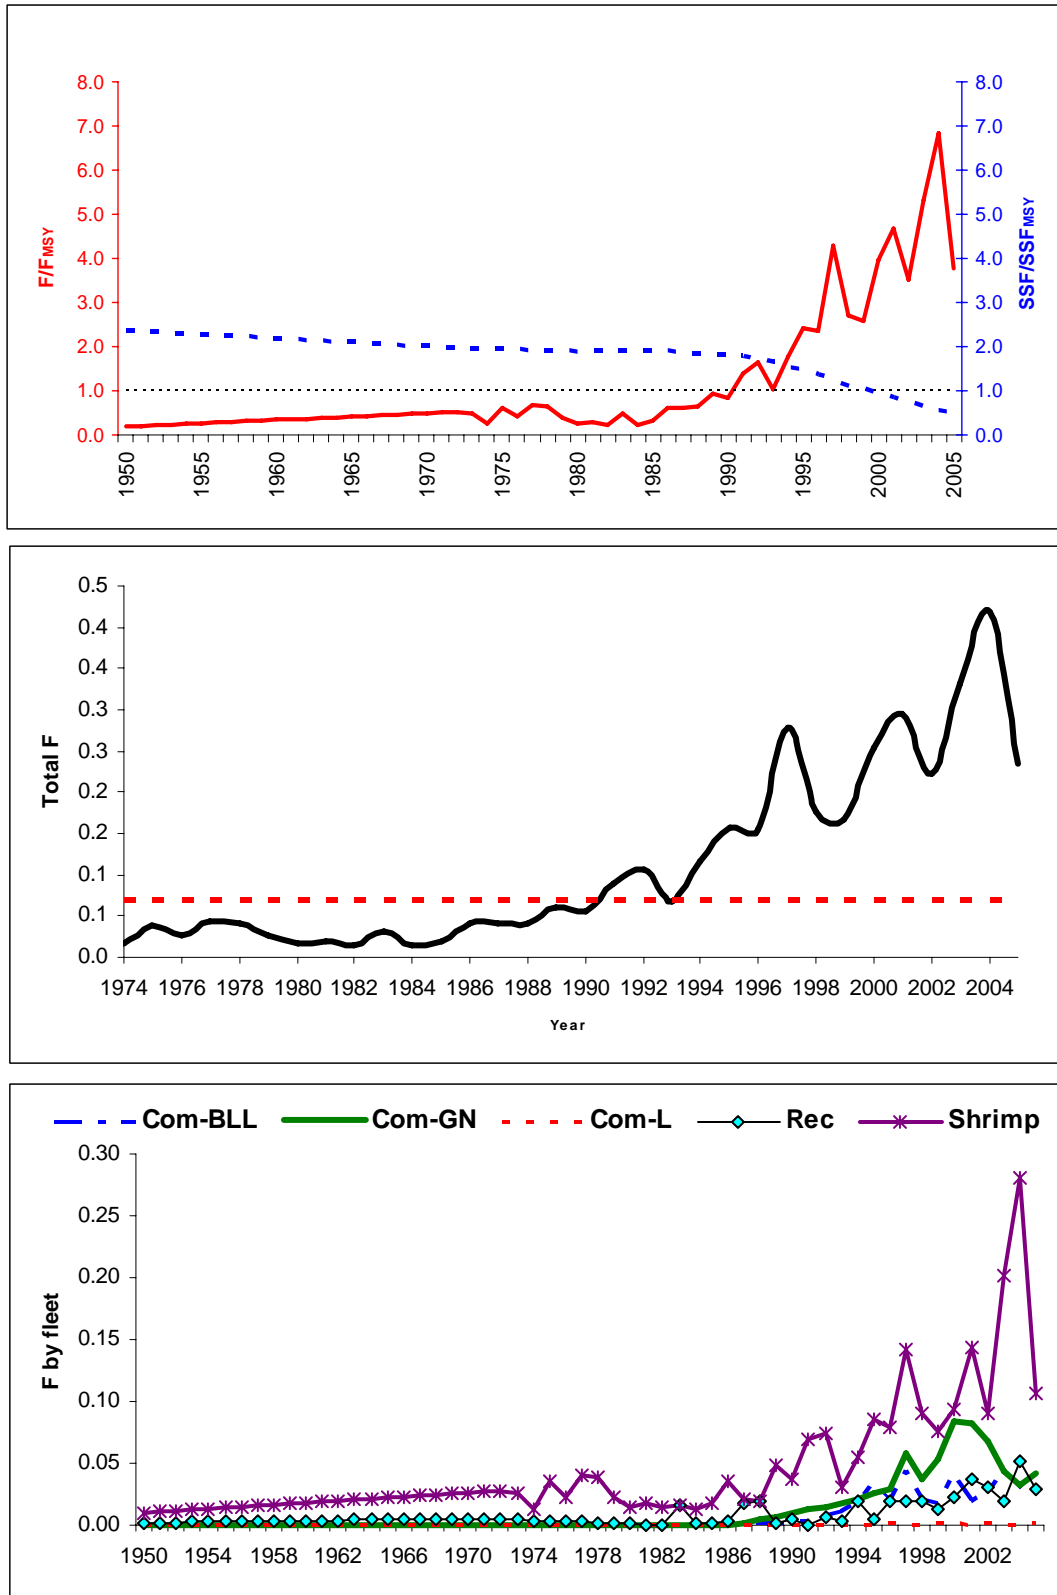 8.0 8.0
7.0 7.0
6.0 6.0
5.0 5.0
4.0 4.0
3.0 3.0
2.0 2.0
1.0 1.0
0.0 0.0
F/FMSY
SSF/SSFMSY
1950 1955 1960 1965 1970 1975 1980 1985 1990 1995 2000 2005
0.5
0.4
0.4
0.3
0.3
0.2
0.2
0.1
0.1
0.0
Total F
1974 1976 1978 1980 1982 1984 1986 1988 1990 1992 1994 1996 1998 2000 2002 2004
Year
Com-BLL Com-GN Com-L Rec Shrimp
0.30
0.25
0.20
0.15
0.10
0.05
0.00
F by fleet
1950 1954 1958 1962 1966 1970 1974 1978 1982 1986 1990 1994 1998 2002